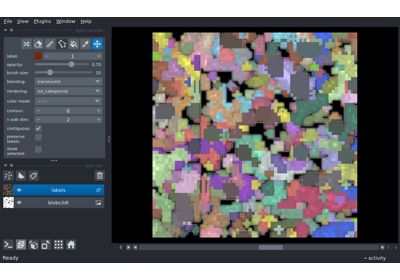 File View Plugins Window Help
label: 1
opacity: 0.70
brush size: 10
blending: translucent
rendering: iso_categorical
color mode:
contour: 0
n edit dim: 2
contiguous:
preserve
labels:
show
selected:
labels
blobs3dt
0
Ready
activity